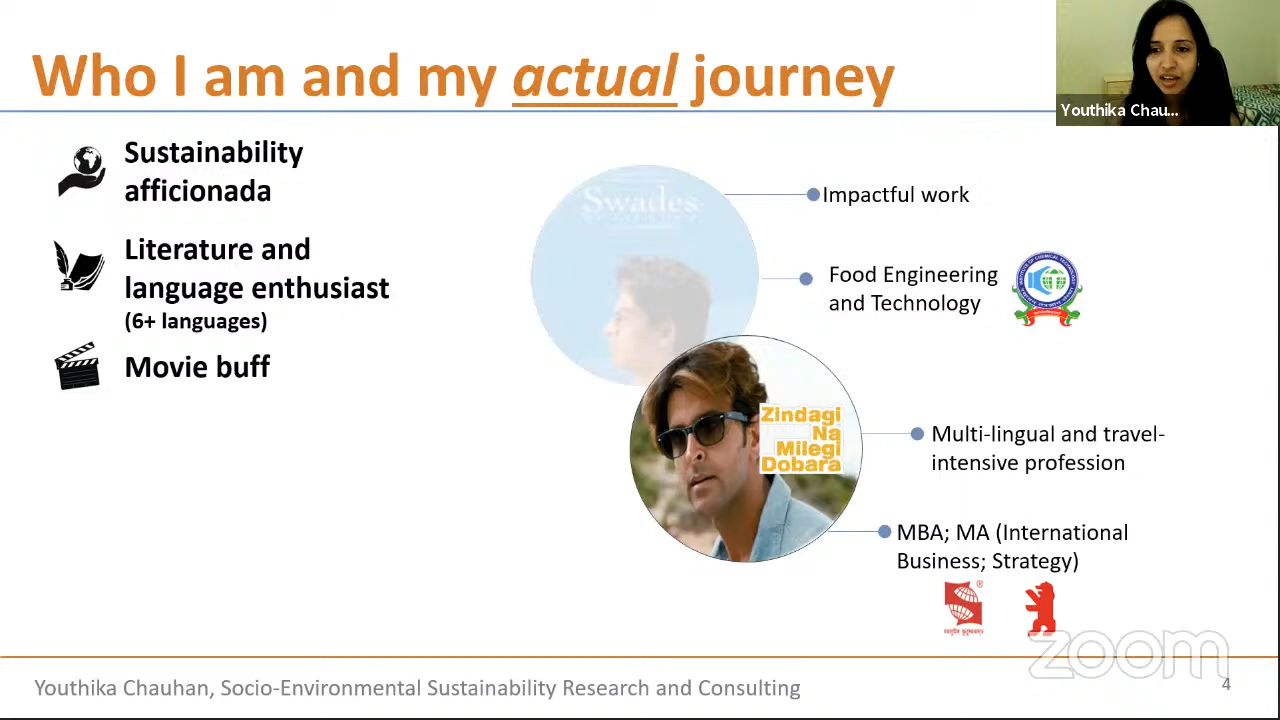 Who I am and my actual journey
Youthika Chau...
Sustainability
afficionada
Literature and
language enthusiast
(6+ languages)
Movie buff
Swades
Impactful work
Food Engineering
and Technology
Zindagi
Na
Milegi
Dobara
Multi-lingual and travel-
intensive profession
MBA; MA (International
Business; Strategy)
zoom
Youthika Chauhan, Socio-Environmental Sustainability Research and Consulting
4